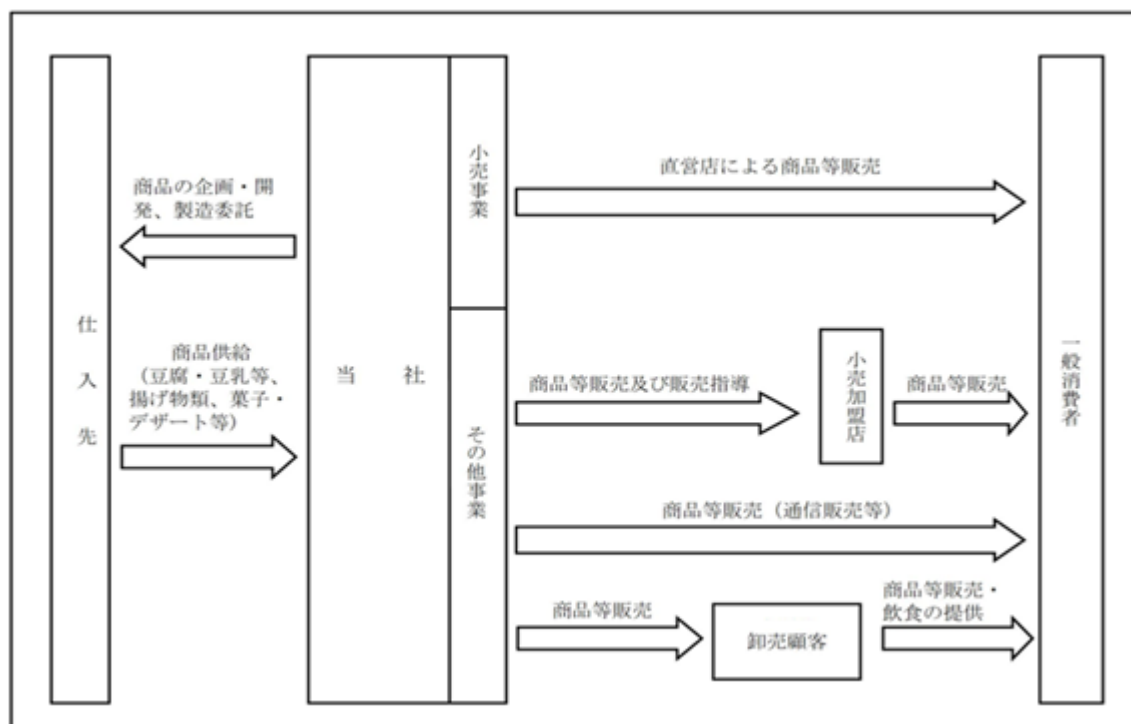 仕入先
商品の企画・開
発、製造委託
商品供給
（豆腐・豆乳等、
揚げ物類、菓子・
デザート等）
当社
小売事業
その他事業
直営店による商品等販売
商品等販売及び販売指導
小売加盟店
商品等販売
商品等販売（通信販売等）
商品等販売
卸売顧客
商品等販売・
飲食の提供
一般消費者